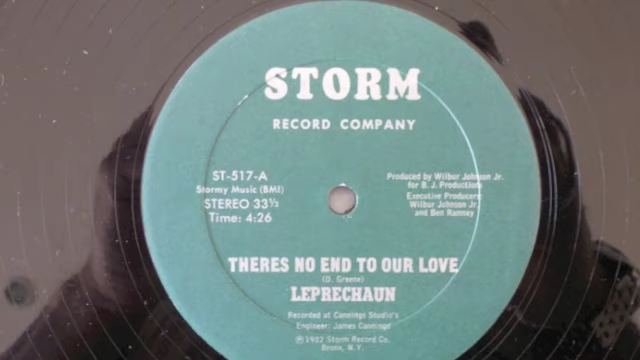 STORM
RECORD COMPANY
ST-517-A
Stormy Music (BMI)
STEREO 33⅓
Time: 4:26
Produced by Wilbur Johnson Jr.
for B. J. Productions
Executive Producers:
Wilbur Johnson Jr.
and Ben Ramsey
THERES NO END TO OUR LOVE
(D. Greene)
LEPRECHAUN
Recorded at Cannings Studio's
Engineer: James Cannings
℗1982 Storm Record Co.
Bronx, N.Y.